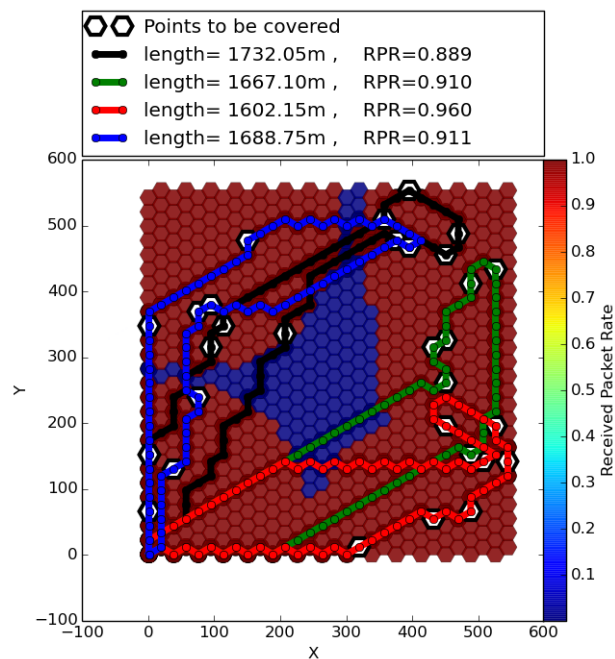 Points to be covered
length= 1732.05m , RPR=0.889
length= 1667.10m , RPR=0.910
length= 1602.15m , RPR=0.960
length= 1688.75m , RPR=0.911
600
500
400
300
200
100
0
−100
Y
−100 0 100 200 300 400 500 600
X
1.0
0.9
0.8
0.7
0.6
0.5
0.4
0.3
0.2
0.1
Received Packet Rate